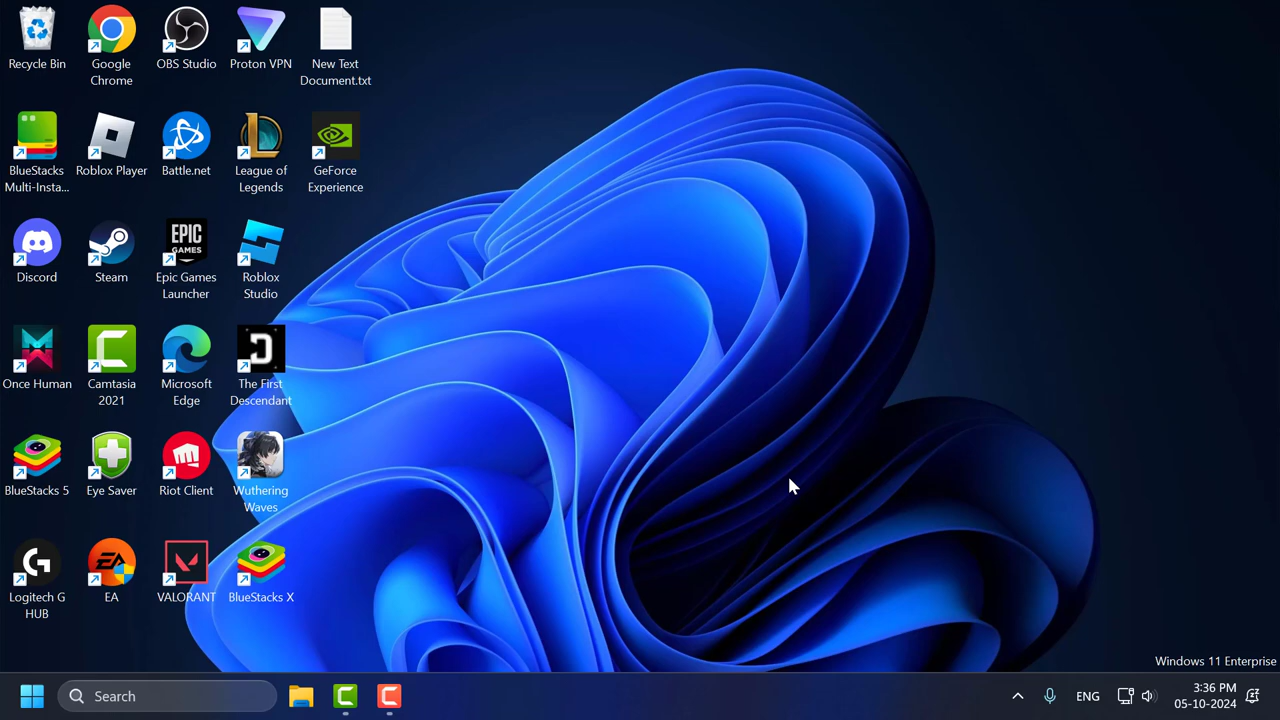 Recycle Bin
Google
Chrome
OBS Studio
Proton VPN
New Text
Document.txt
BlueStacks
Multi-Insta...
Roblox Player
Battle.net
League of
Legends
GeForce
Experience
Discord
Steam
EPIC
GAMES
Epic Games
Launcher
Roblox
Studio
Once Human
Camtasia
2021
Microsoft
Edge
The First
Descendant
BlueStacks 5
Eye Saver
Riot Client
Wuthering
Waves
Logitech G
HUB
EA
EA
VALORANT
BlueStacks X
Windows 11 Enterprise
Search
ENG
3:36 PM
05-10-2024